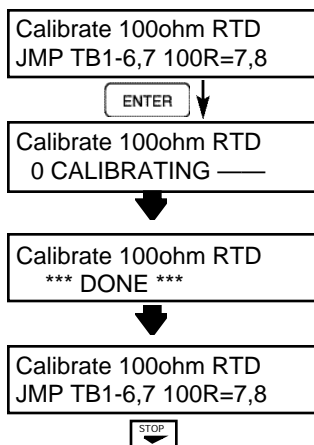 Calibrate 100ohm RTD
JMP TB1-6,7 100R=7,8
ENTER
Calibrate 100ohm RTD
0 CALIBRATING ——
Calibrate 100ohm RTD
*** DONE ***
Calibrate 100ohm RTD
JMP TB1-6,7 100R=7,8
STOP